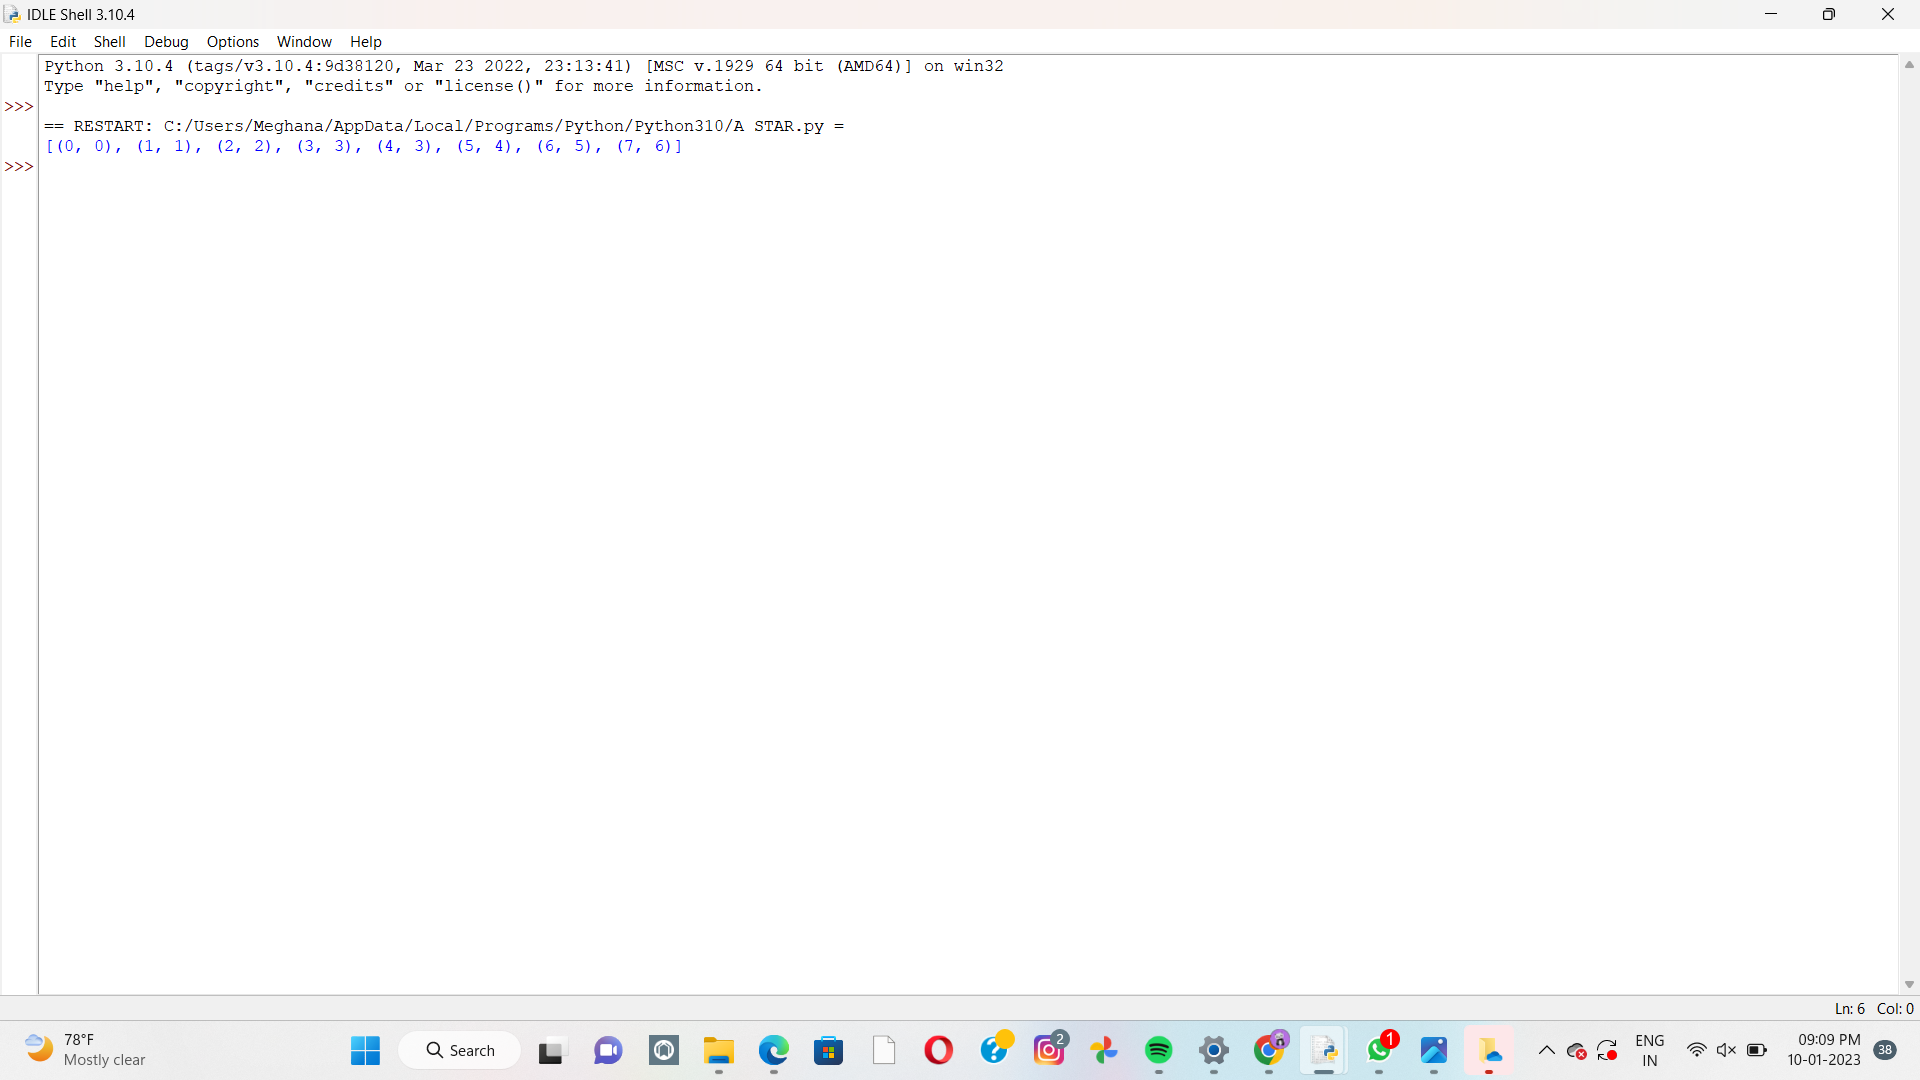 IDLE Shell 3.10.4
File Edit Shell Debug Options Window Help
Python 3.10.4 (tags/v3.10.4:9d38120, Mar 23 2022, 23:13:41) [MSC v.1929 64 bit (AMD64)] on win32
Type "help", "copyright", "credits" or "license()" for more information.
>>>
== RESTART: C:/Users/Meghana/AppData/Local/Programs/Python/Python310/A STAR.py =
[(0, 0), (1, 1), (2, 2), (3, 3), (4, 3), (5, 4), (6, 5), (7, 6)]
>>>
Ln: 6 Col: 0
78°F
Mostly clear
Search
2
1
ENG
IN
09:09 PM
10-01-2023
38